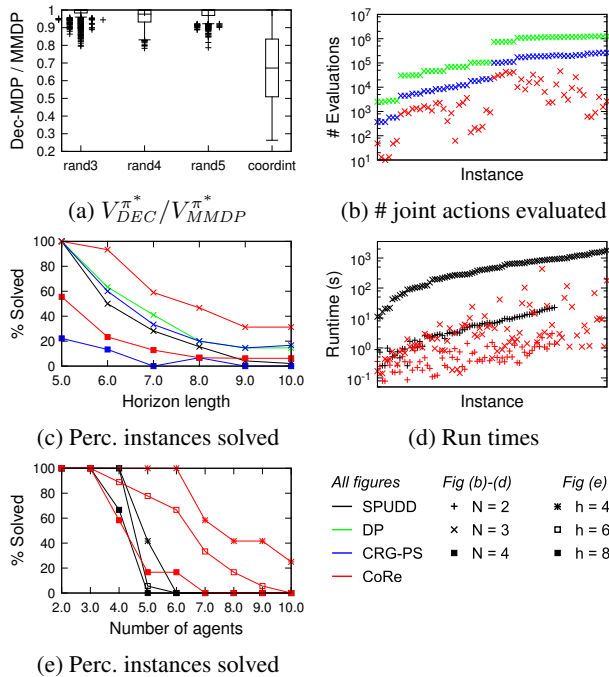 Dec-MDP / MMDP
1
0.9
0.8
0.7
0.6
0.5
0.4
0.3
0.2
rand3 rand4 rand5 coordint
(a) V_{DEC}^{π*}/V_{MMDP}^{π*}
# Evaluations
10^7
10^6
10^5
10^4
10^3
10^2
10^1
Instance
(b) # joint actions evaluated
% Solved
100
80
60
40
20
0
5.0 6.0 7.0 8.0 9.0 10.0
Horizon length
(c) Perc. instances solved
Runtime (s)
10^3
10^2
10^1
10^0
10^-1
Instance
(d) Run times
% Solved
100
80
60
40
20
0
2.0 3.0 4.0 5.0 6.0 7.0 8.0 9.0 10.0
Number of agents
(e) Perc. instances solved
All figures Fig (b)-(d) Fig (e)
SPUDD N = 2 h = 4
DP N = 3 h = 6
CRG-PS N = 4 h = 8
CoRe